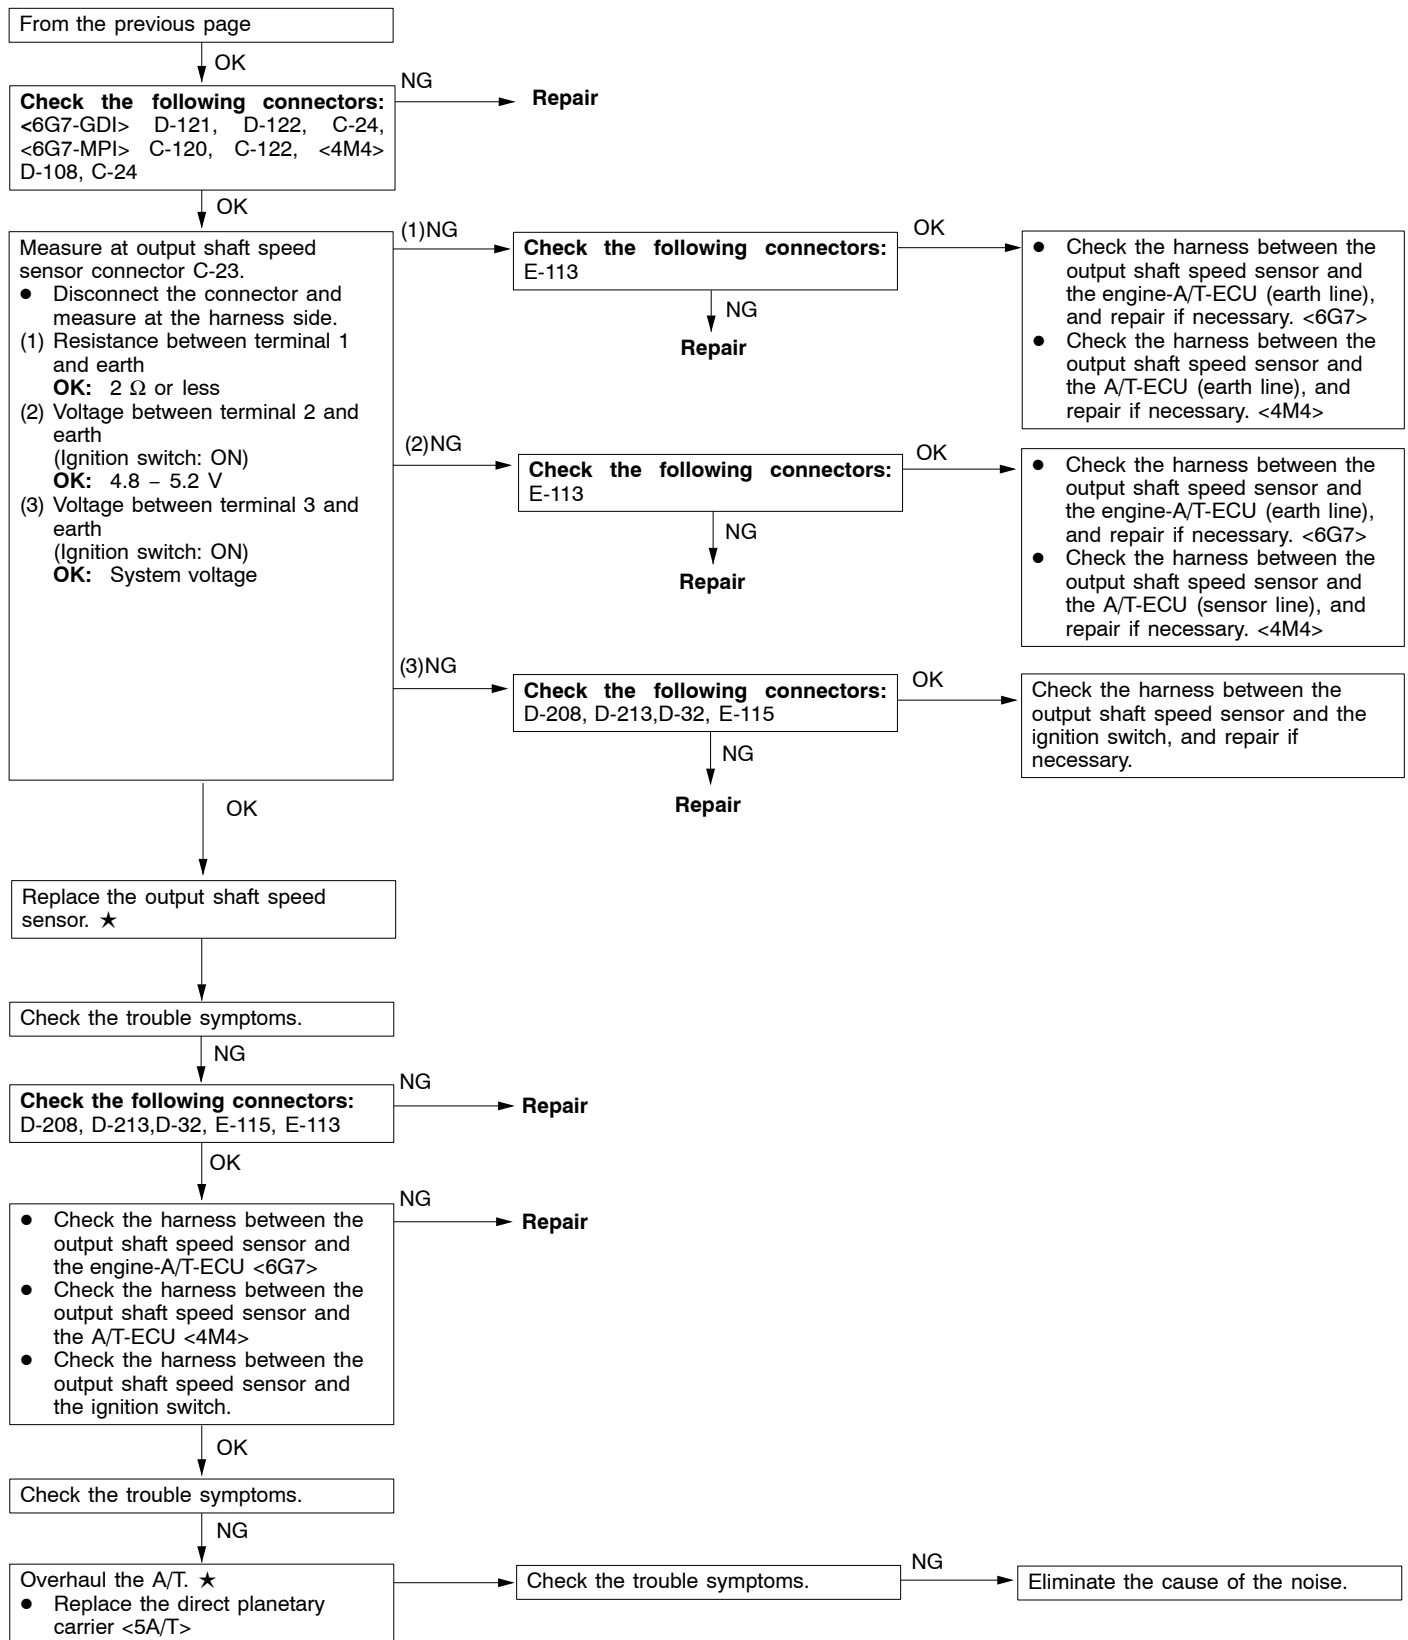 From the previous page
OK
Check the following connectors:
<6G7-GDI> D-121, D-122, C-24,
<6G7-MPI> C-120, C-122, <4M4>
D-108, C-24
NG
Repair
OK
Measure at output shaft speed
sensor connector C-23.
● Disconnect the connector and
measure at the harness side.
(1) Resistance between terminal 1
and earth
OK: 2 Ω or less
(2) Voltage between terminal 2 and
earth
(Ignition switch: ON)
OK: 4.8 – 5.2 V
(3) Voltage between terminal 3 and
earth
(Ignition switch: ON)
OK: System voltage
(1)NG
Check the following connectors:
E-113
NG
Repair
OK
● Check the harness between the
output shaft speed sensor and
the engine-A/T-ECU (earth line),
and repair if necessary. <6G7>
● Check the harness between the
output shaft speed sensor and
the A/T-ECU (earth line), and
repair if necessary. <4M4>
(2)NG
Check the following connectors:
E-113
NG
Repair
OK
● Check the harness between the
output shaft speed sensor and
the engine-A/T-ECU (earth line),
and repair if necessary. <6G7>
● Check the harness between the
output shaft speed sensor and
the A/T-ECU (sensor line), and
repair if necessary. <4M4>
(3)NG
Check the following connectors:
D-208, D-213,D-32, E-115
NG
Repair
OK
Check the harness between the
output shaft speed sensor and the
ignition switch, and repair if
necessary.
OK
Replace the output shaft speed
sensor. ★
Check the trouble symptoms.
NG
Check the following connectors:
D-208, D-213,D-32, E-115, E-113
NG
Repair
OK
● Check the harness between the
output shaft speed sensor and
the engine-A/T-ECU <6G7>
● Check the harness between the
output shaft speed sensor and
the A/T-ECU <4M4>
● Check the harness between the
output shaft speed sensor and
the ignition switch.
NG
Repair
OK
Check the trouble symptoms.
NG
Overhaul the A/T. ★
● Replace the direct planetary
carrier <5A/T>
Check the trouble symptoms.
NG
Eliminate the cause of the noise.